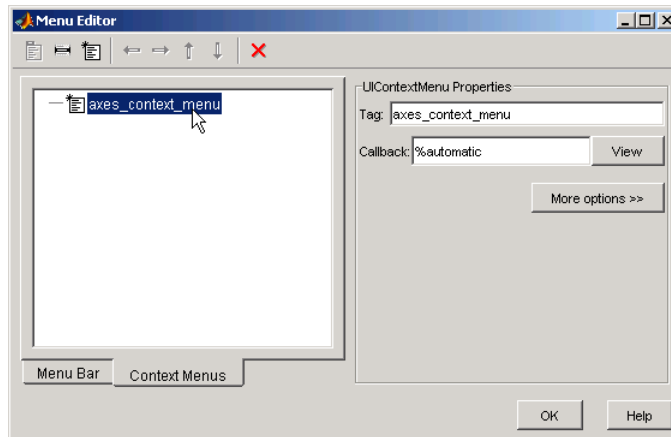 Menu Editor
axes_context_menu
UIContextMenu Properties
Tag: axes_context_menu
Callback: %automatic View
More options >>
Menu Bar Context Menus
OK Help